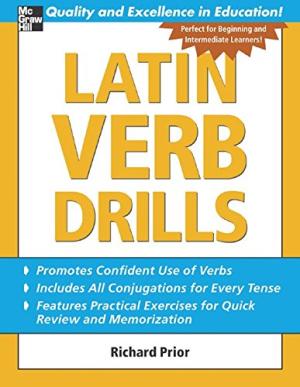 Mc
Graw
Hill
Quality and Excellence in Education!
Perfect for Beginning and
Intermediate Learners!
LATIN
VERB
DRILLS
Promotes Confident Use of Verbs
Includes All Conjugations for Every Tense
Features Practical Exercises for Quick
Review and Memorization
Richard Prior